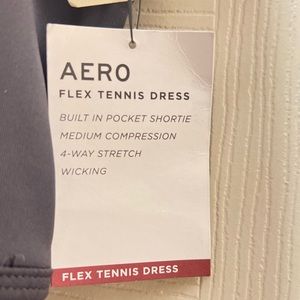 AERO
FLEX TENNIS DRESS
BUILT IN POCKET SHORTIE
MEDIUM COMPRESSION
4-WAY STRETCH
WICKING
FLEX TENNIS DRESS